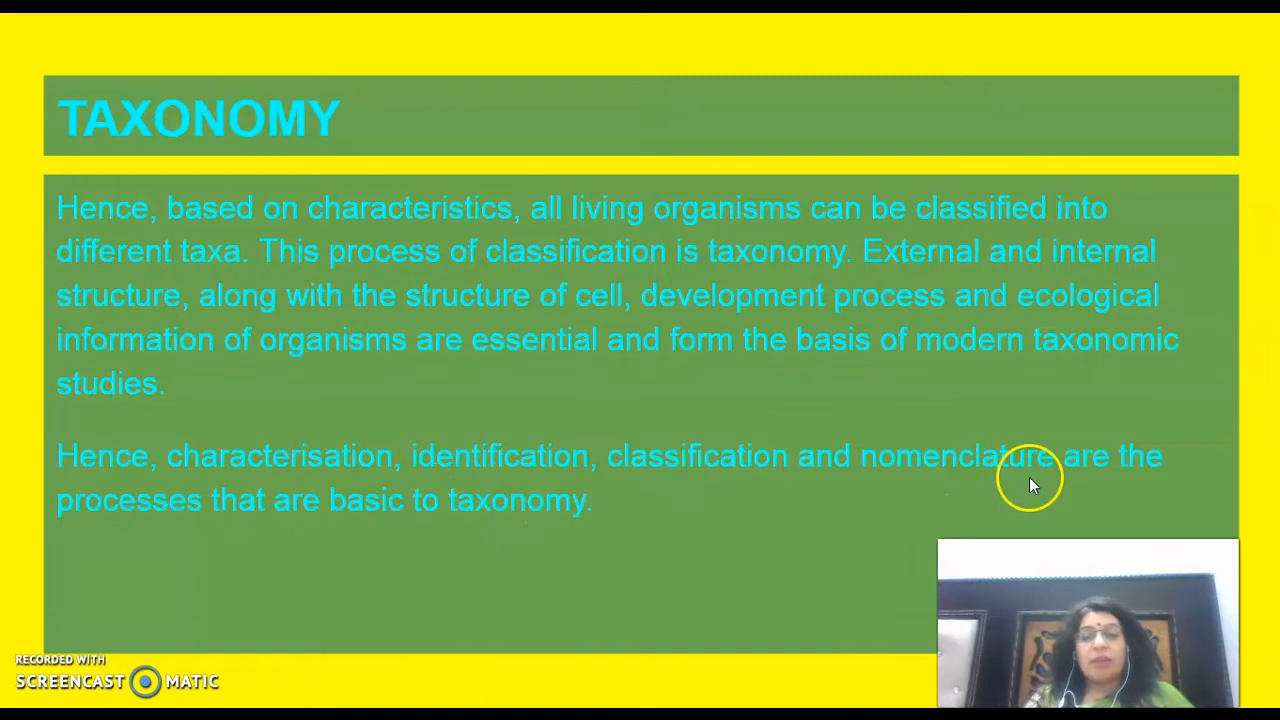 TAXONOMY
Hence, based on characteristics, all living organisms can be classified into
different taxa. This process of classification is taxonomy. External and internal
structure, along with the structure of cell, development process and ecological
information of organisms are essential and form the basis of modern taxonomic
studies.
Hence, characterisation, identification, classification and nomenclature are the
processes that are basic to taxonomy.
RECORDED WITH
SCREENCAST MATIC